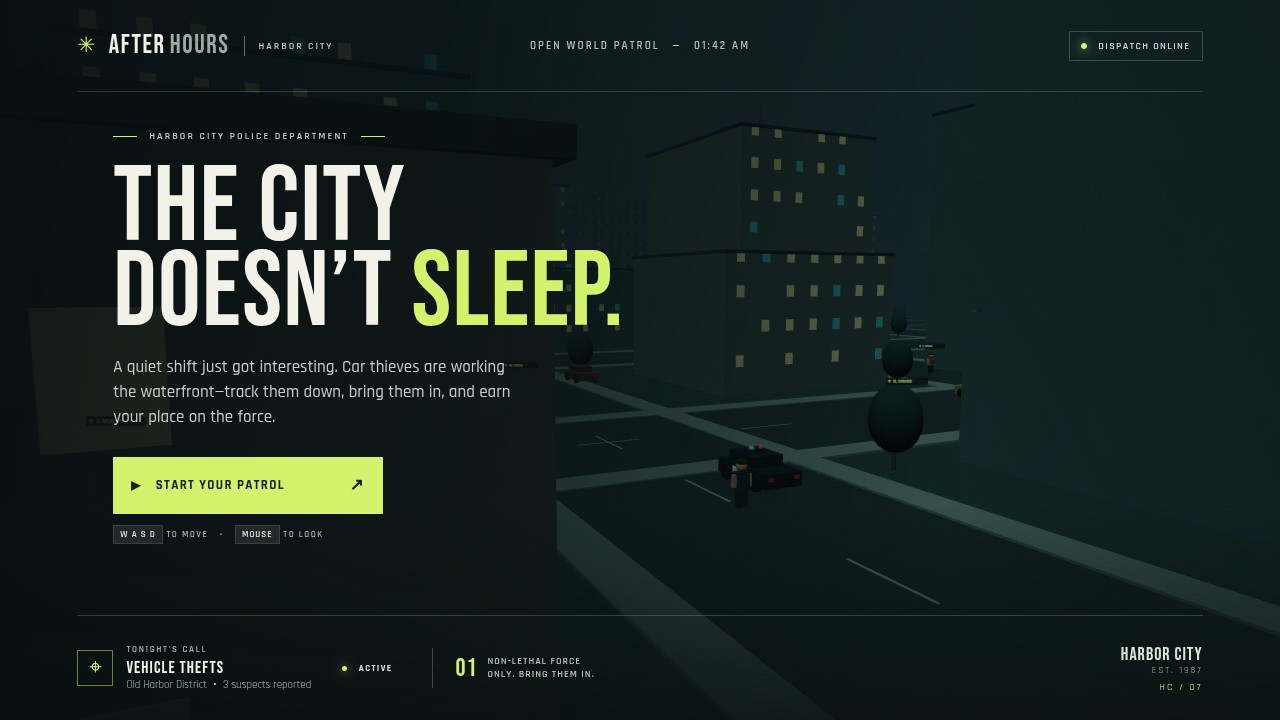 ✳ AFTER HOURS HARBOR CITY
OPEN WORLD PATROL – 01:42 AM
DISPATCH ONLINE
HARBOR CITY POLICE DEPARTMENT
THE CITY
DOESN’T SLEEP.
A quiet shift just got interesting. Car thieves are working
the waterfront—track them down, bring them in, and earn
your place on the force.
▶ START YOUR PATROL ↗
W A S D TO MOVE · MOUSE TO LOOK
TONIGHT'S CALL
VEHICLE THEFTS
Old Harbor District • 3 suspects reported
ACTIVE
01
NON-LETHAL FORCE
ONLY. BRING THEM IN.
HARBOR CITY
EST. 1987
HC / 07